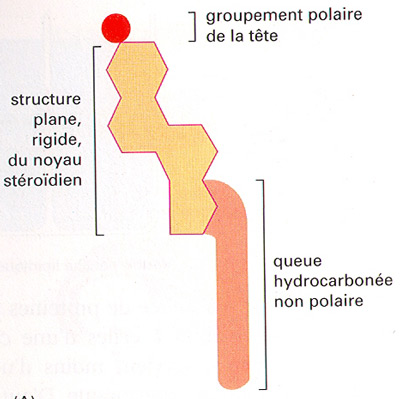 groupement polaire
de la tête
structure
plane,
rigide,
du noyau
stéroïdien
queue
hydrocarbonée
non polaire
(A)